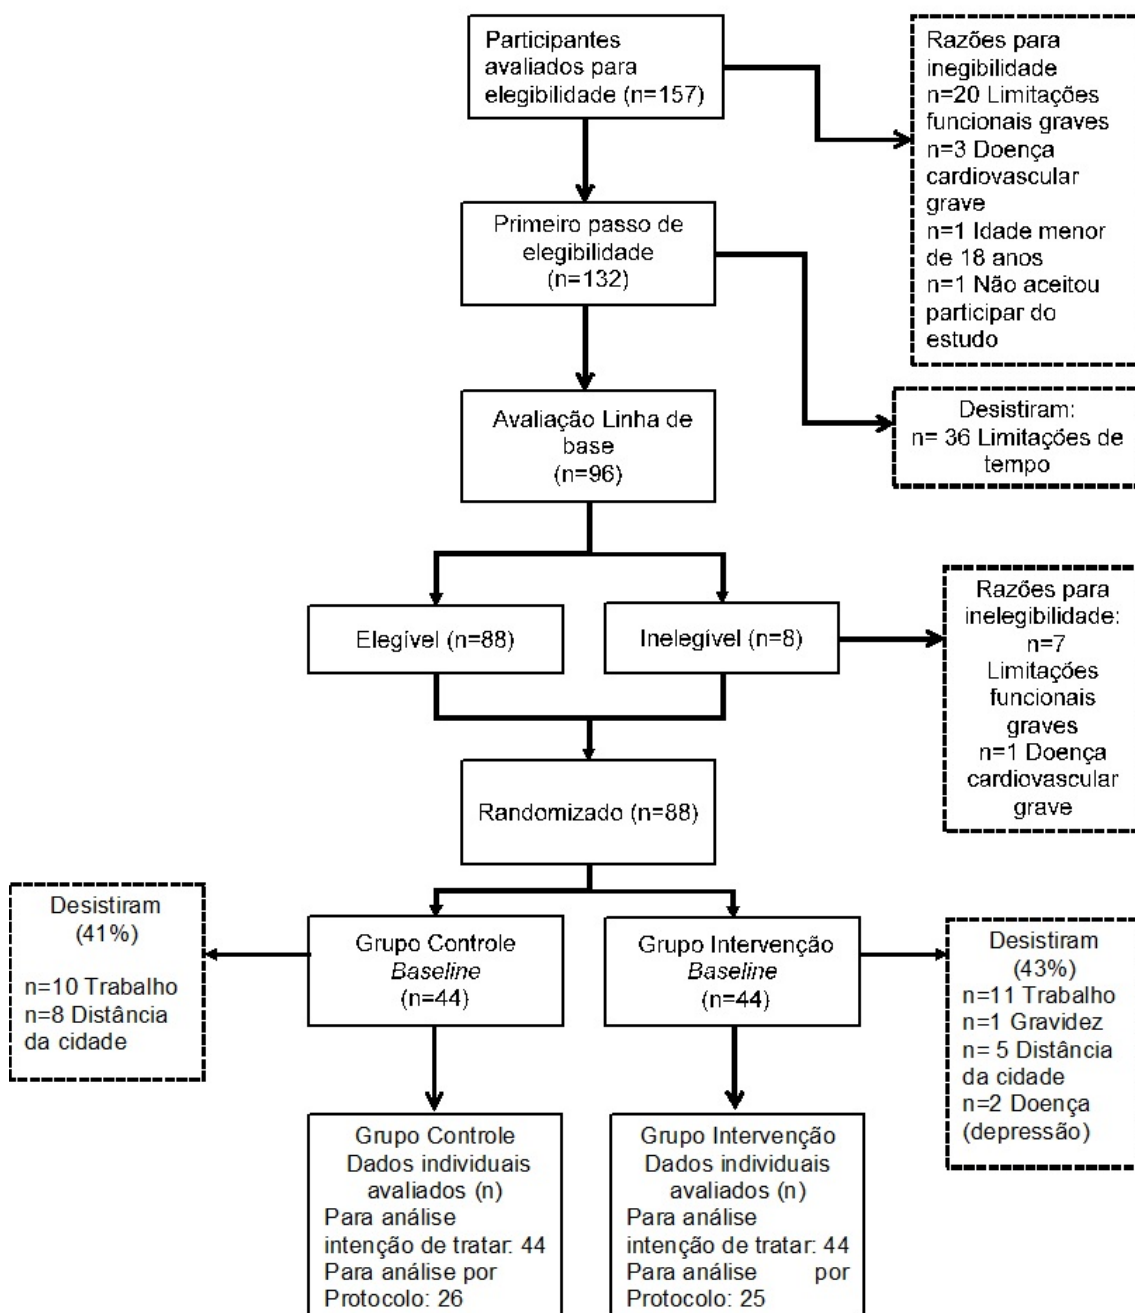 Participantes
avaliados para
elegibilidade (n=157)
Razões para
inegibilidade
n=20 Limitações
funcionais graves
n=3 Doença
cardiovascular
grave
n=1 Idade menor
de 18 anos
n=1 Não aceitou
participar do
estudo
Primeiro passo de
elegibilidade
(n=132)
Desistiram:
n= 36 Limitações de
tempo
Avaliação Linha de
base
(n=96)
Elegível (n=88)
Inelegível (n=8)
Razões para
inelegibilidade:
n=7
Limitações
funcionais
graves
n=1 Doença
cardiovascular
grave
Randomizado (n=88)
Desistiram
(41%)
n=10 Trabalho
n=8 Distância
da cidade
Grupo Controle
Baseline
(n=44)
Grupo Intervenção
Baseline
(n=44)
Desistiram
(43%)
n=11 Trabalho
n=1 Gravidez
n= 5 Distância
da cidade
n=2 Doença
(depressão)
Grupo Controle
Dados individuais
avaliados (n)
Para análise
intenção de tratar: 44
Para análise por
Protocolo: 26
Grupo Intervenção
Dados individuais
avaliados (n)
Para análise
intenção de tratar: 44
Para análise por
Protocolo: 25